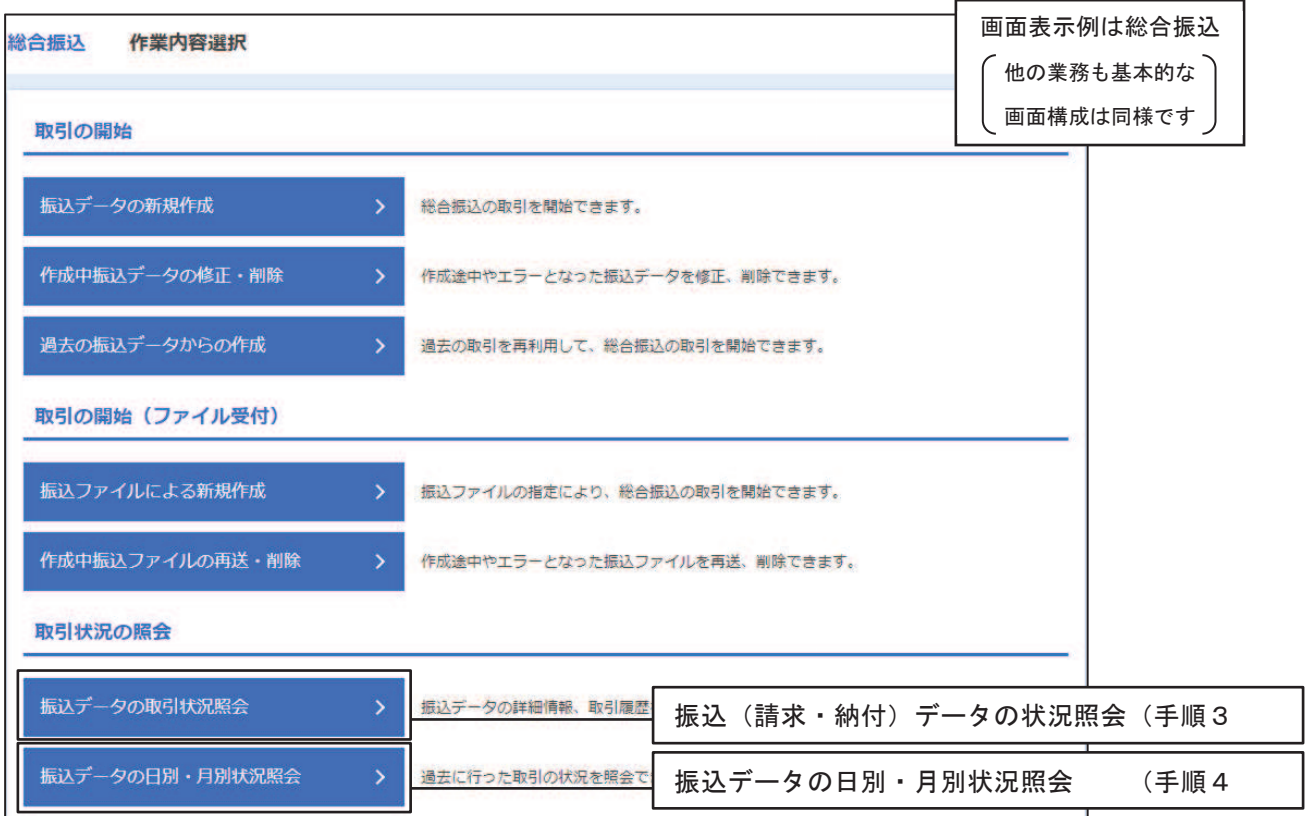 画面表示例は総合振込
他の業務も基本的な
画面構成は同様です
総合振込 作業内容選択
取引の開始
振込データの新規作成
総合振込の取引を開始できます。
作成中振込データの修正・削除
作成途中やエラーとなった振込データを修正、削除できます。
過去の振込データからの作成
過去の取引を再利用して、総合振込の取引を開始できます。
取引の開始（ファイル受付）
振込ファイルによる新規作成
振込ファイルの指定により、総合振込の取引を開始できます。
作成中振込ファイルの再送・削除
作成途中やエラーとなった振込ファイルを再送、削除できます。
取引状況の照会
振込データの取引状況照会
振込データの詳細情報、取引履歴
振込（請求・納付）データの状況照会（手順３
振込データの日別・月別状況照会
過去に行った取引の状況を照会で
振込データの日別・月別状況照会 （手順４